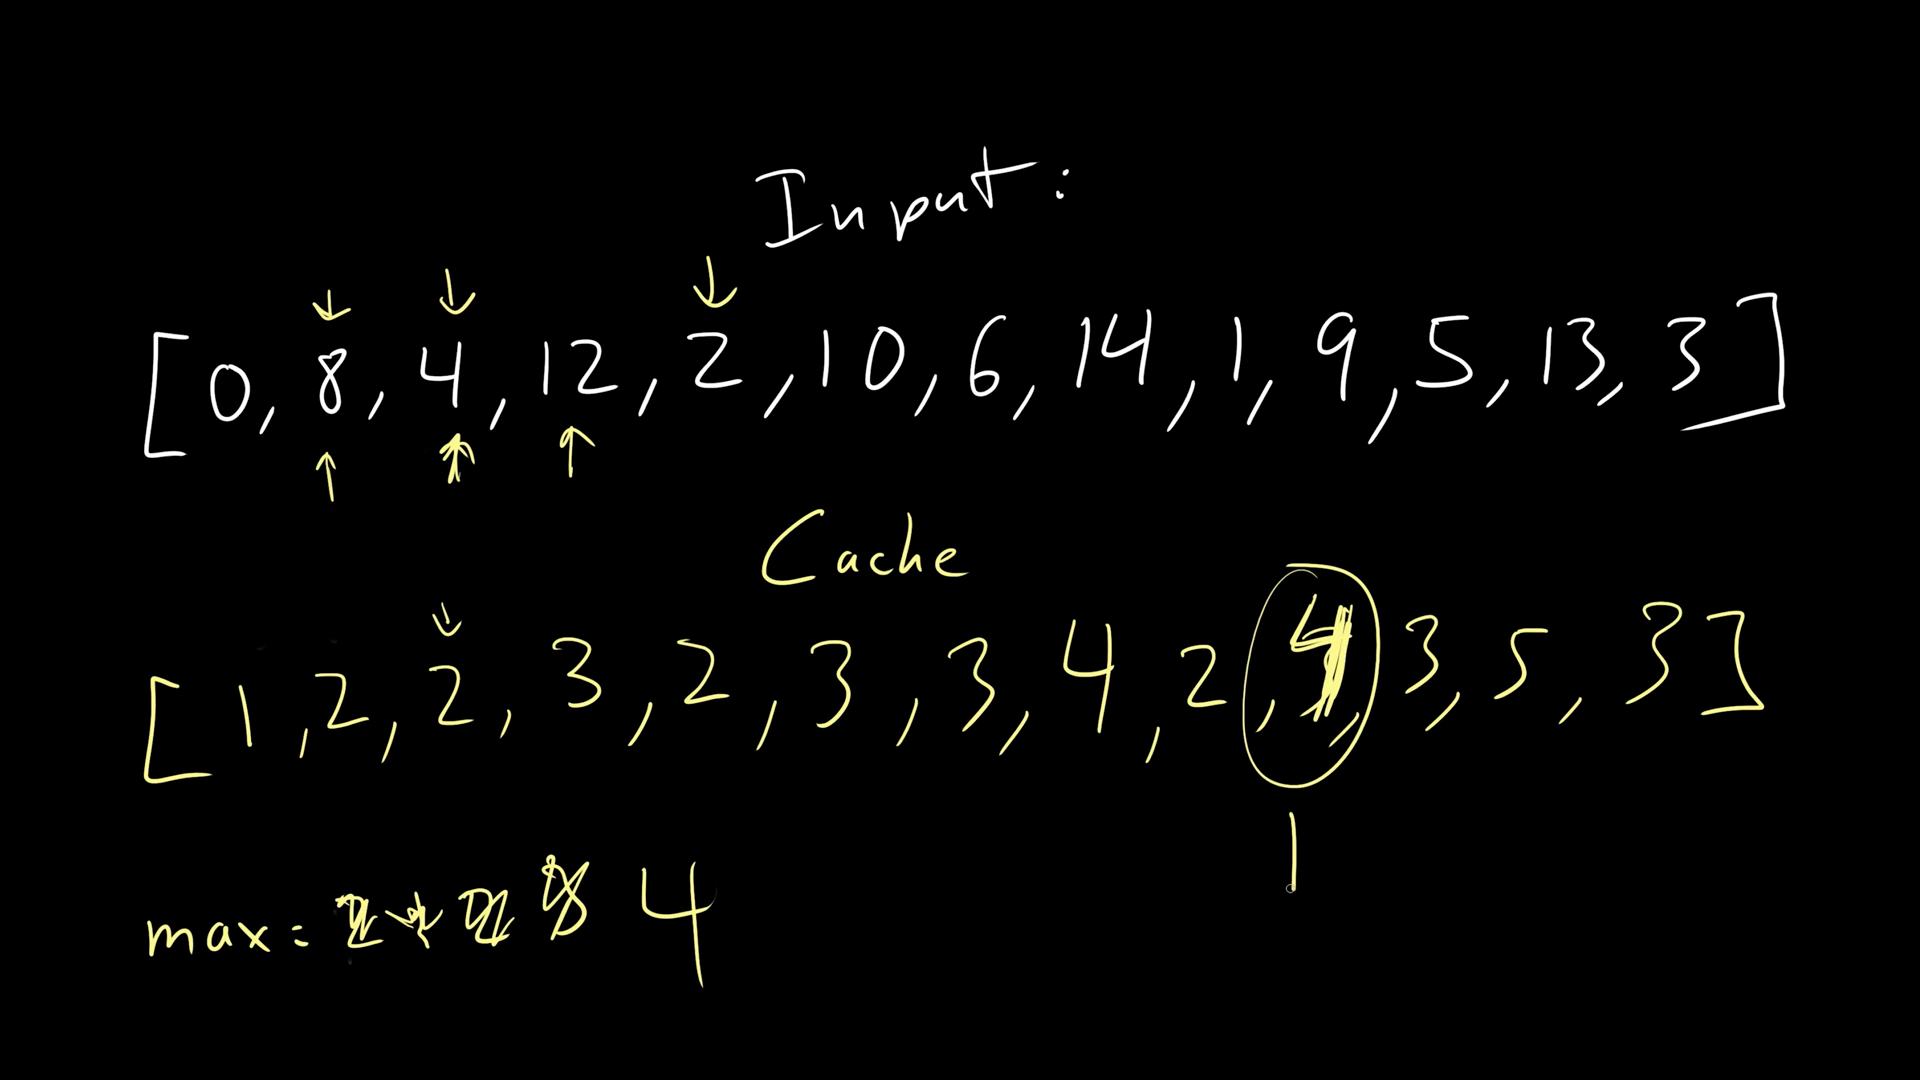 Input:
[0, 8, 4, 12, 2, 10, 6, 14, 1, 9, 5, 13, 3]
Cache
[1, 2, 2, 3, 2, 3, 3, 4, 2, 4, 3, 5, 3]
max: 4